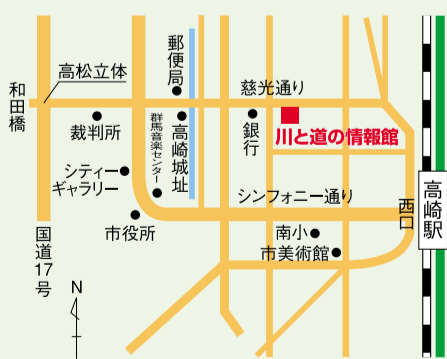 郵便局
高松立体
慈光通り
和田橋
裁判所
群馬音楽センター
高崎城址
銀行
川と道の情報館
シティー
ギャラリー
シンフォニー通り
西口
高崎駅
市役所
南小
市美術館
国道17号
N